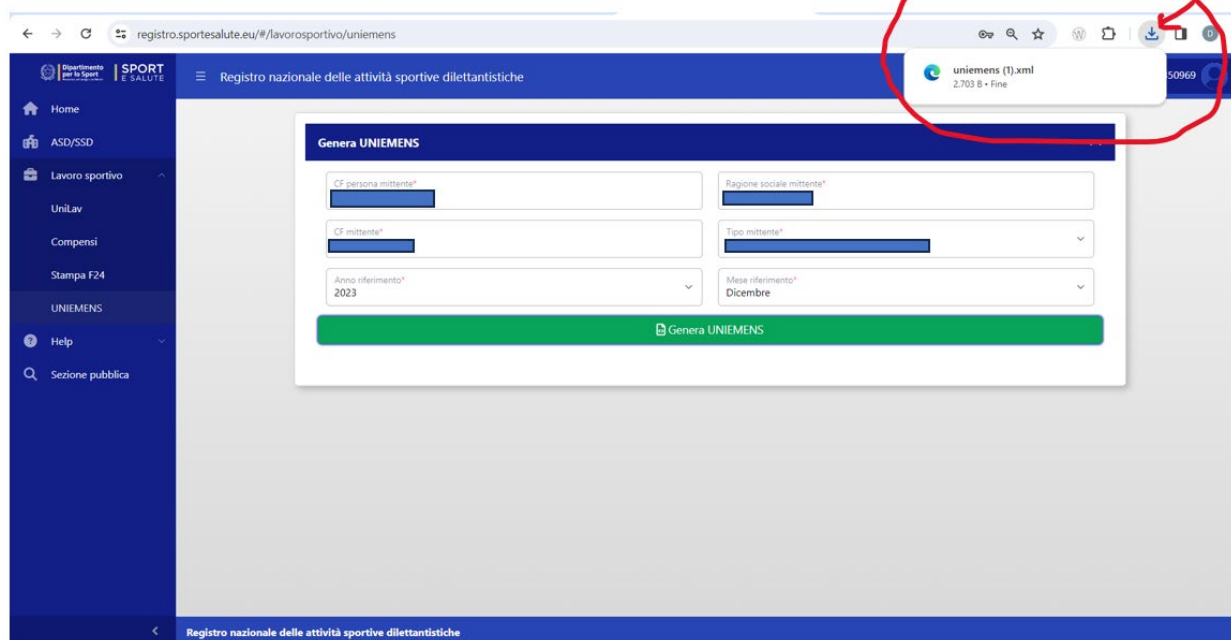 registro.sportesalute.eu/#/lavorosportivo/uniemens
uniemens (1).xml
2.703 B • Fine
Dipartimento per lo Sport
SPORT E SALUTE
Registro nazionale delle attività sportive dilettantistiche
50969
Home
ASD/SSD
Lavoro sportivo
UniLav
Compensi
Stampa F24
UNIEMENS
Help
Sezione pubblica
Genera UNIEMENS
CF persona mittente*
Ragione sociale mittente*
CF mittente*
Tipo mittente*
Anno riferimento*
2023
Mese riferimento*
Dicembre
Genera UNIEMENS
Registro nazionale delle attività sportive dilettantistiche